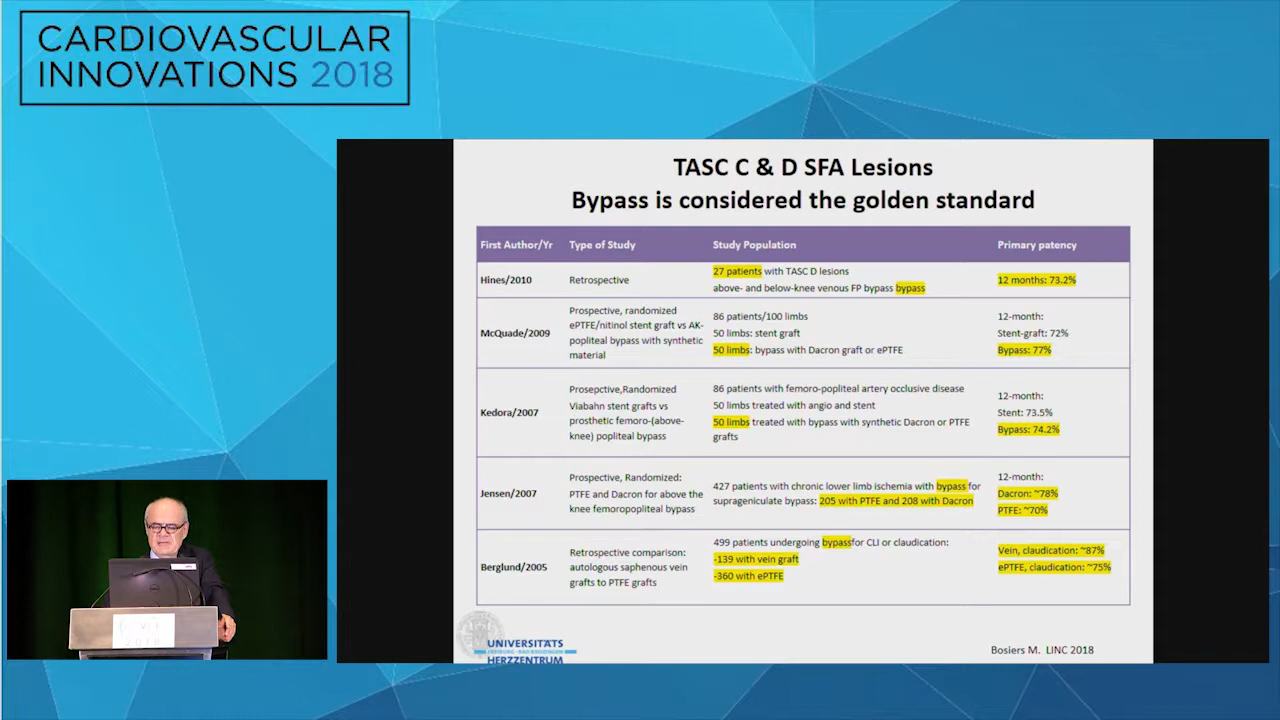 CARDIOVASCULAR
INNOVATIONS 2018
TASC C & D SFA Lesions
Bypass is considered the golden standard
First Author/Yr
Type of Study
Study Population
Primary patency
Hines/2010
Retrospective
27 patients with TASC D lesions
above- and below-knee venous FP bypass bypass
12 months: 73.2%
McQuade/2009
Prospective, randomized
ePTFE/nitinol stent graft vs AK-
popliteal bypass with synthetic
material
86 patients/100 limbs
50 limbs: stent graft
50 limbs: bypass with Dacron graft or ePTFE
12-month:
Stent-graft: 72%
Bypass: 77%
Kedora/2007
Prosepctive,Randomized
Viabahn stent grafts vs
prosthetic femoro-(above-
knee) popliteal bypass
86 patients with femoro-popliteal artery occlusive disease
50 limbs treated with angio and stent
50 limbs treated with bypass with synthetic Dacron or PTFE
grafts
12-month:
Stent: 73.5%
Bypass: 74.2%
Jensen/2007
Prospective, Randomized:
PTFE and Dacron for above the
knee femoropopliteal bypass
427 patients with chronic lower limb ischemia with bypass for
suprageniculate bypass: 205 with PTFE and 208 with Dacron
12-month:
Dacron: ~78%
PTFE: ~70%
Berglund/2005
Retrospective comparison:
autologous saphenous vein
grafts to PTFE grafts
499 patients undergoing bypassfor CLI or claudication:
-139 with vein graft
-360 with ePTFE
Vein, claudication: ~87%
ePTFE, claudication: ~75%
UNIVERSITÄTS
HERZZENTRUM
Bosiers M. LINC 2018
2018